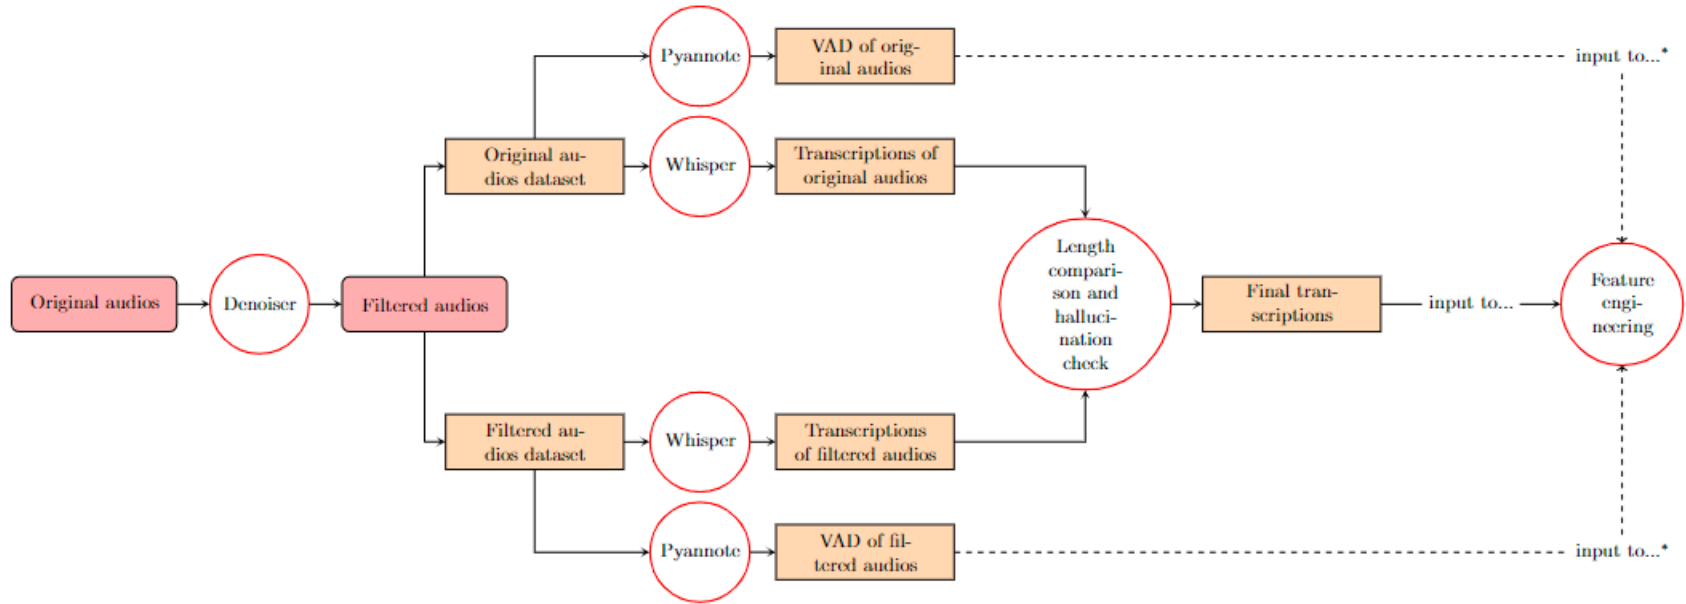 Pyannote
VAD of orig-
inal audios
input to...*
Original au-
dios dataset
Whisper
Transcriptions of
original audios
Original audios
Denoiser
Filtered audios
Length
compari-
son and
halluci-
nation
check
Final tran-
scriptions
input to...
Feature
engi-
neering
Filtered au-
dios dataset
Whisper
Transcriptions
of filtered audios
Pyannote
VAD of fil-
tered audios
input to...*